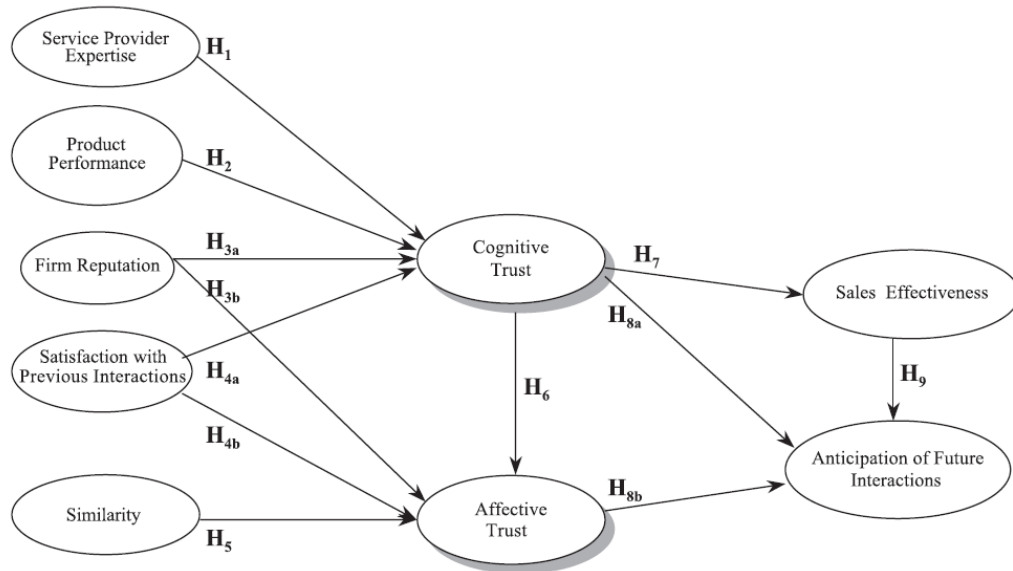 Service Provider
Expertise
H1
Product
Performance
H2
Firm Reputation
H3a
H3b
Cognitive
Trust
H7
Sales Effectiveness
H8a
Satisfaction with
Previous Interactions
H4a
H4b
H6
H9
Anticipation of Future
Interactions
Similarity
H5
Affective
Trust
H8b